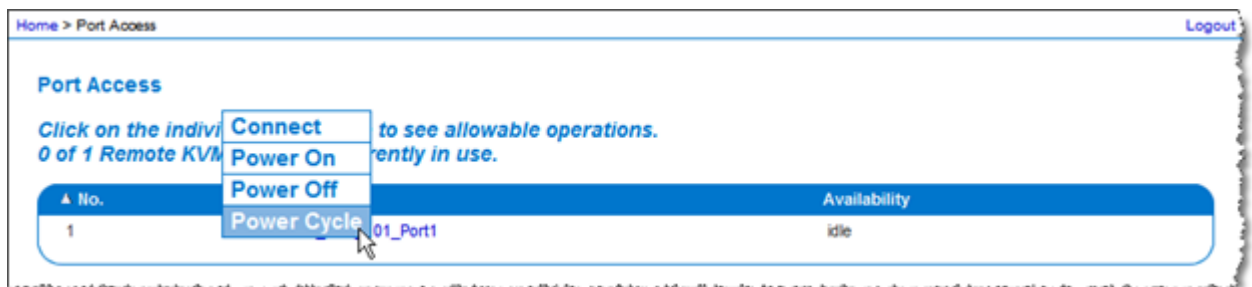 Home > Port Access
Logout
Port Access
Click on the indivi
to see allowable operations.
0 of 1 Remote
rently in use.
Connect
Power On
Power Off
Power Cycle
▲ No.
Availability
1
01_Port1
idle